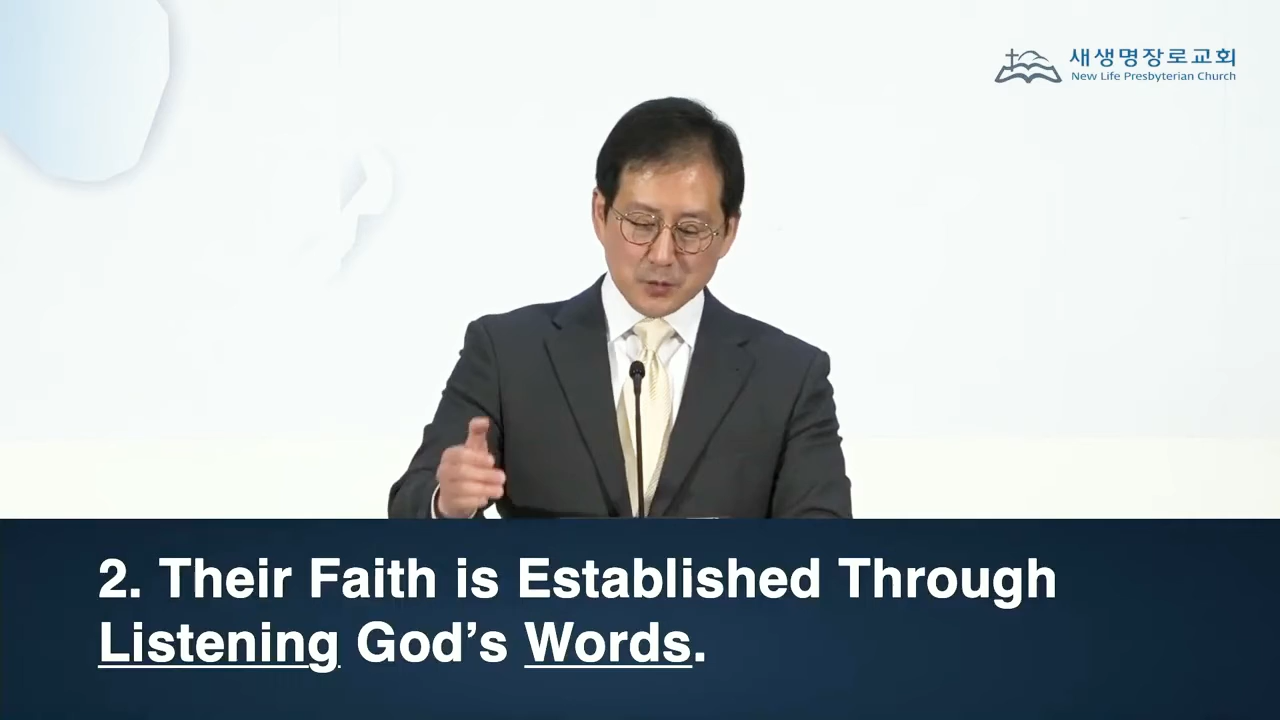 새생명장로교회
New Life Presbyterian Church
2. Their Faith is Established Through
Listening God’s Words.